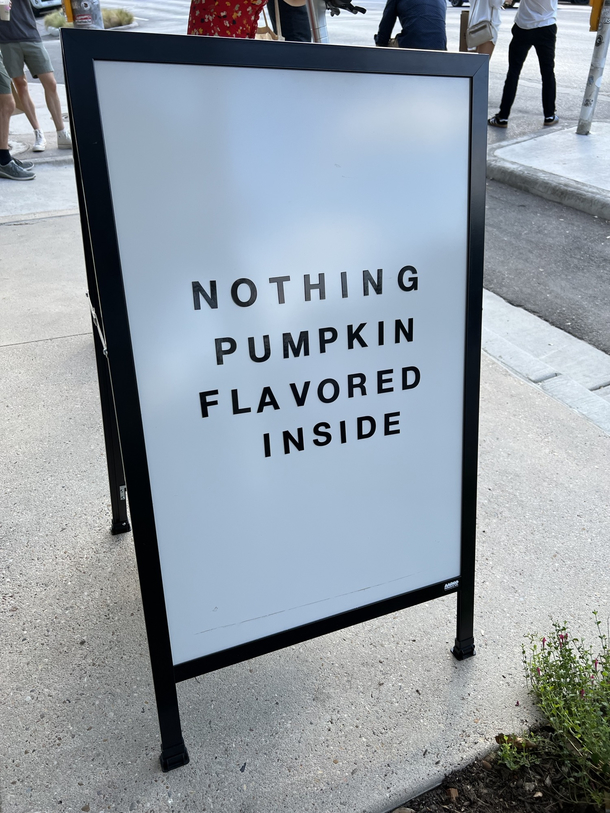 NOTHING
PUMPKIN
FLAVORED
INSIDE